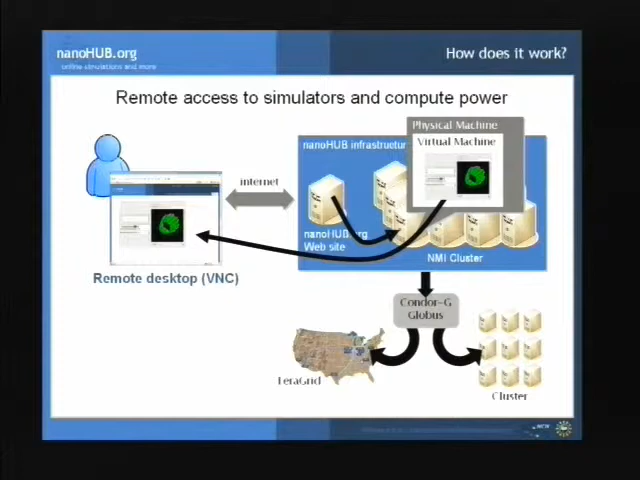 nanoHUB.org
online simulations and more
How does it work?
Remote access to simulators and compute power
Physical Machine
Virtual Machine
nanoHUB infrastructure
internet
nanoHUB.org
Web site
NMI Cluster
Remote desktop (VNC)
Condor-G
Globus
TeraGrid
Cluster
NCN